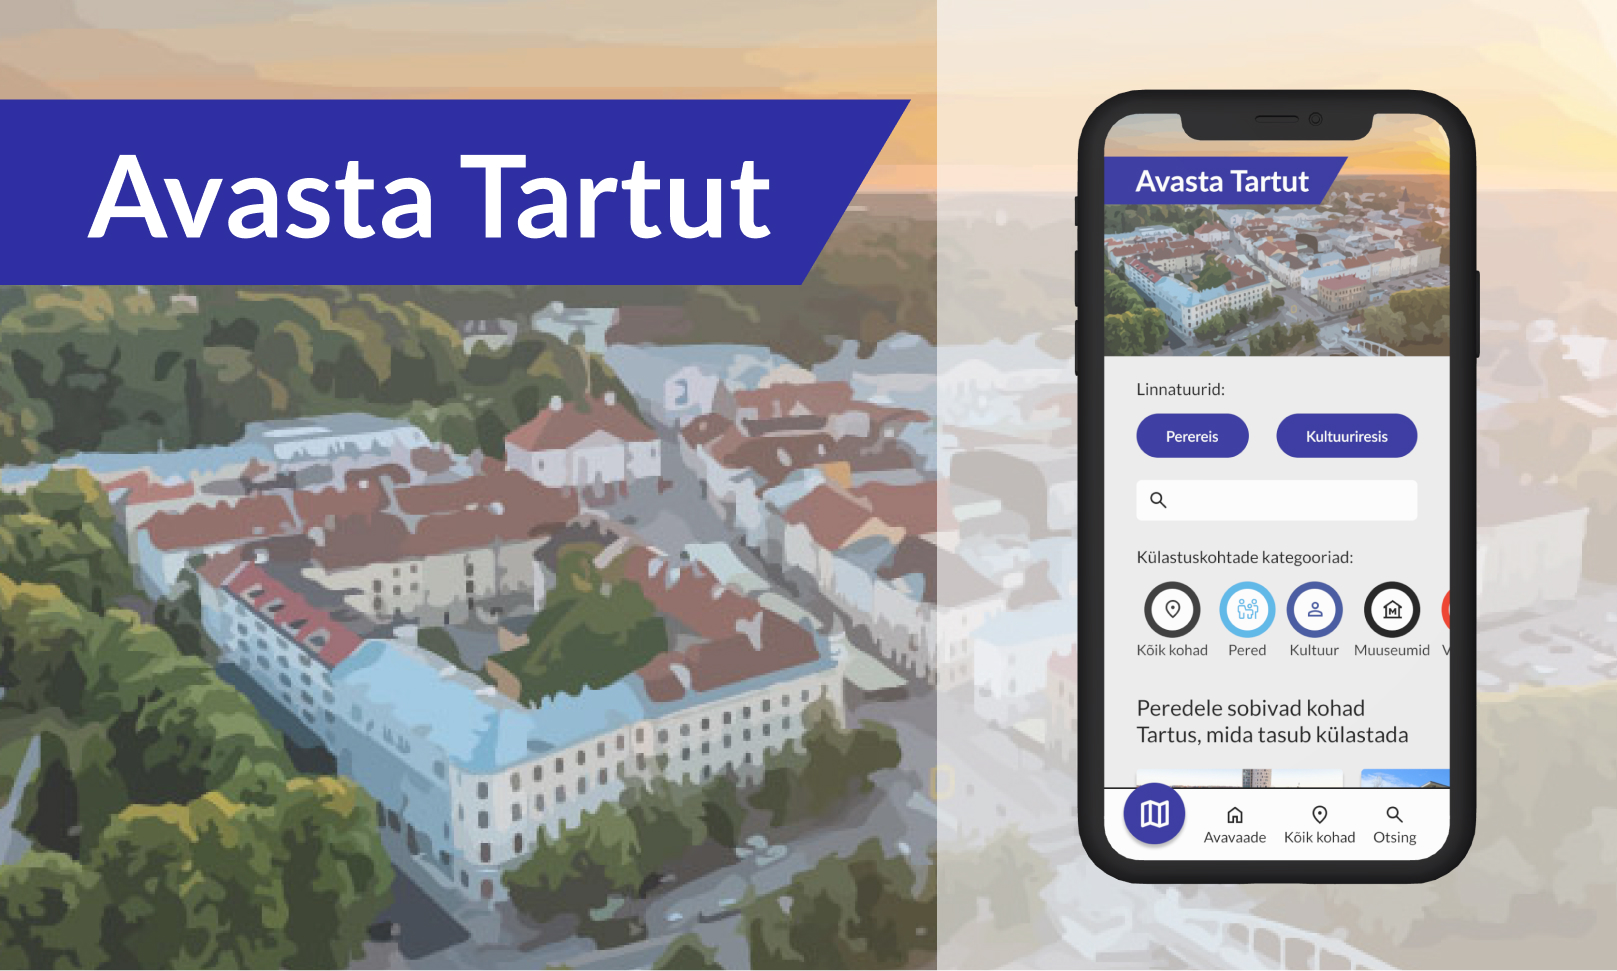 Avasta Tartut
Avasta Tartut
Linnatuurid:
Perereis
Kultuuriresis
Külastuskohtade kategooriad:
Kõik kohad
Pered
Kultuur
Muuseumid
V
Peredele sobivad kohad
Tartus, mida tasub külastada
Avavaade
Kõik kohad
Otsing